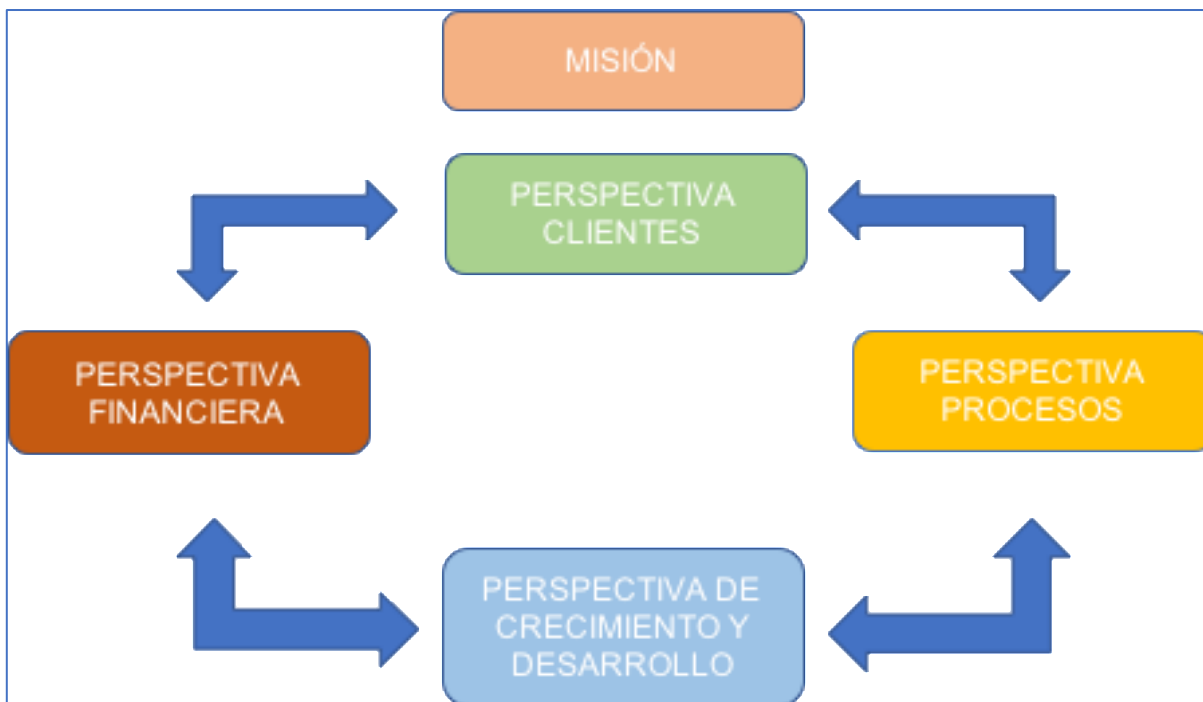 MISIÓN
PERSPECTIVA
CLIENTES
PERSPECTIVA
FINANCIERA
PERSPECTIVA
PROCESOS
PERSPECTIVA DE
CRECIMIENTO Y
DESARROLLO